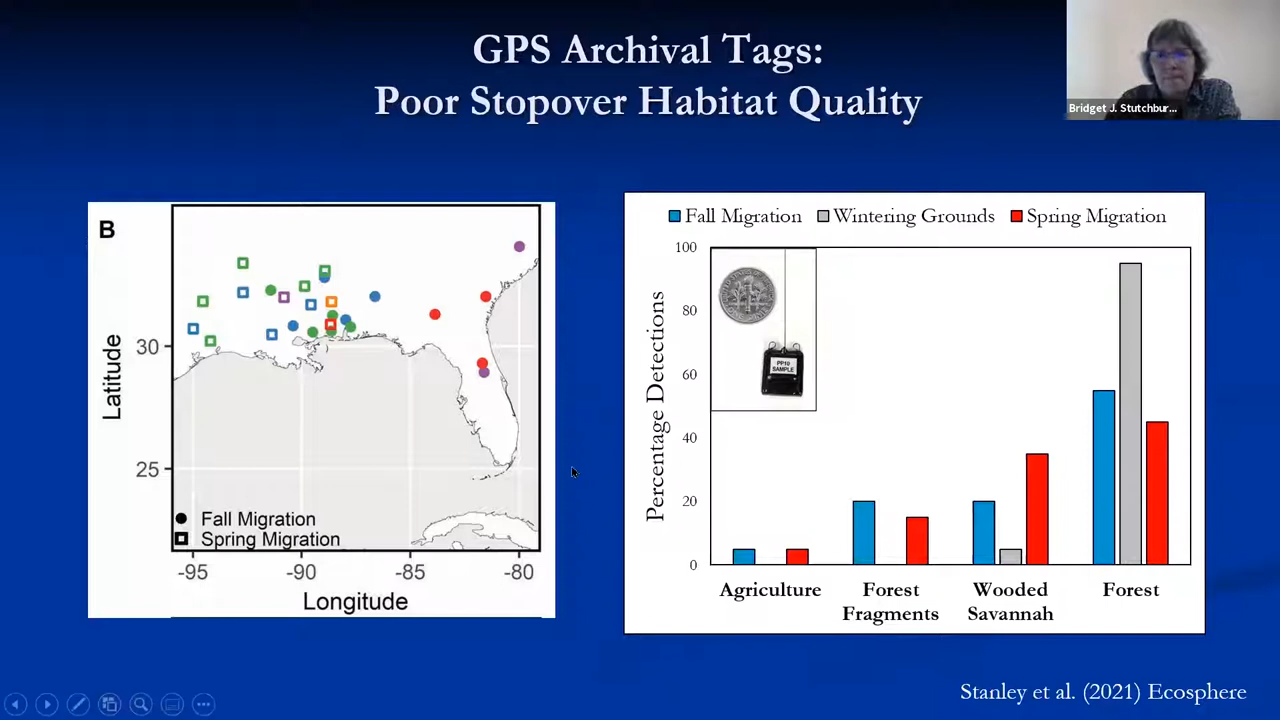 GPS Archival Tags:
Poor Stopover Habitat Quality
Bridget J. Stutchbur...
B
Latitude
30
25
Fall Migration
Spring Migration
-95
-90
-85
-80
Longitude
Fall Migration
Wintering Grounds
Spring Migration
Percentage Detections
100
80
60
40
20
0
PP10
SAMPLE
Agriculture
Forest
Fragments
Wooded
Savannah
Forest
Stanley et al. (2021) Ecosphere